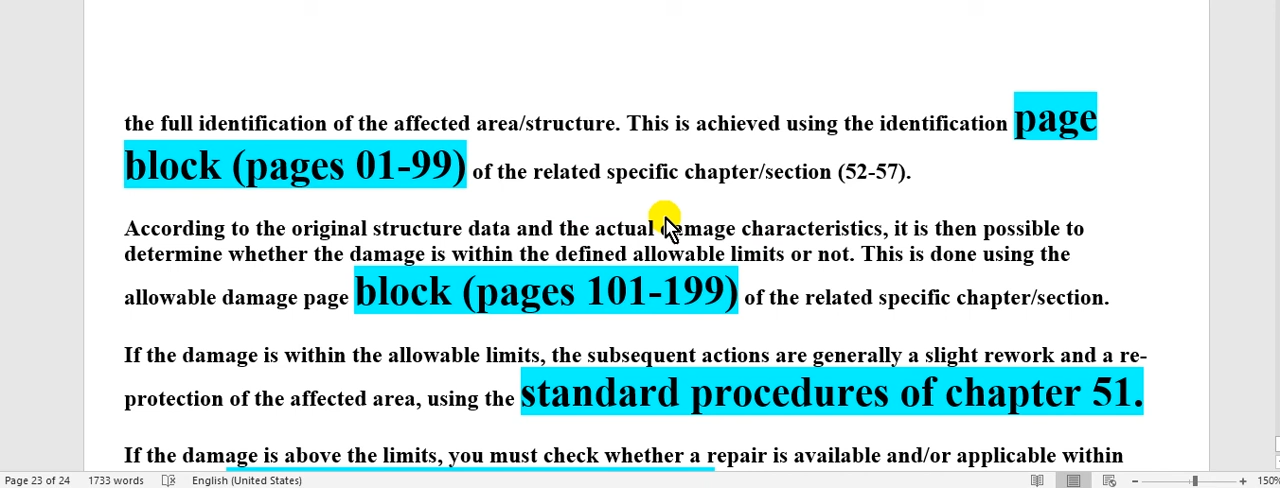 the full identification of the affected area/structure. This is achieved using the identification page
block (pages 01-99) of the related specific chapter/section (52-57).
According to the original structure data and the actual damage characteristics, it is then possible to
determine whether the damage is within the defined allowable limits or not. This is done using the
allowable damage page block (pages 101-199) of the related specific chapter/section.
If the damage is within the allowable limits, the subsequent actions are generally a slight rework and a re-
protection of the affected area, using the standard procedures of chapter 51.
If the damage is above the limits, you must check whether a repair is available and/or applicable within
Page 23 of 24 1733 words English (United States) 150%